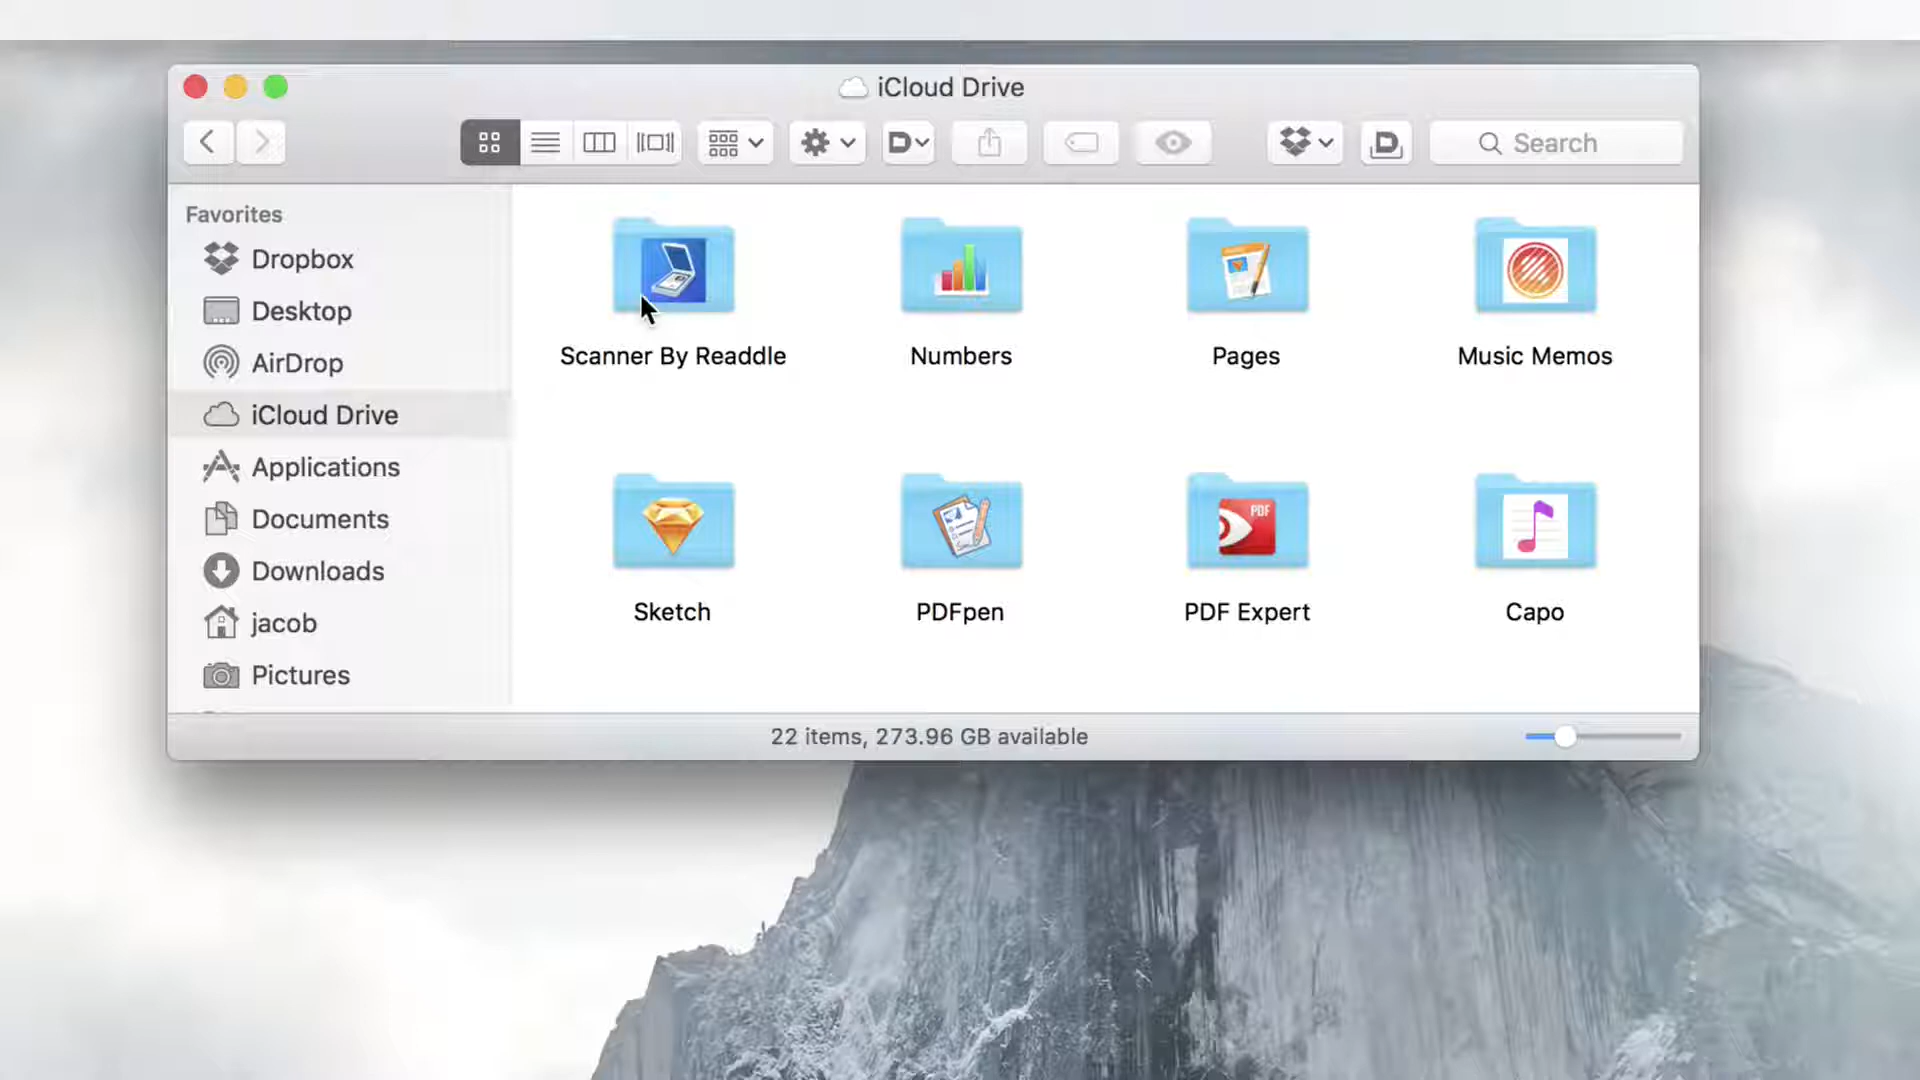 iCloud Drive
Search
Favorites
Dropbox
Desktop
AirDrop
iCloud Drive
Applications
Documents
Downloads
jacob
Pictures
Scanner By Readdle
Numbers
Pages
Music Memos
Sketch
PDFpen
PDF
PDF Expert
Capo
22 items, 273.96 GB available